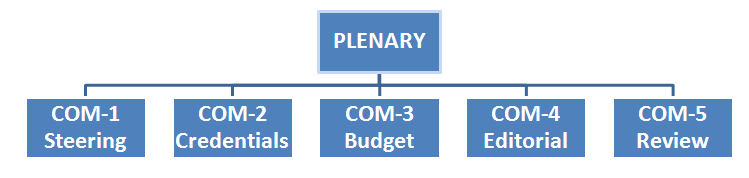 PLENARY
COM-1
Steering
COM-2
Credentials
COM-3
Budget
COM-4
Editorial
COM-5
Review